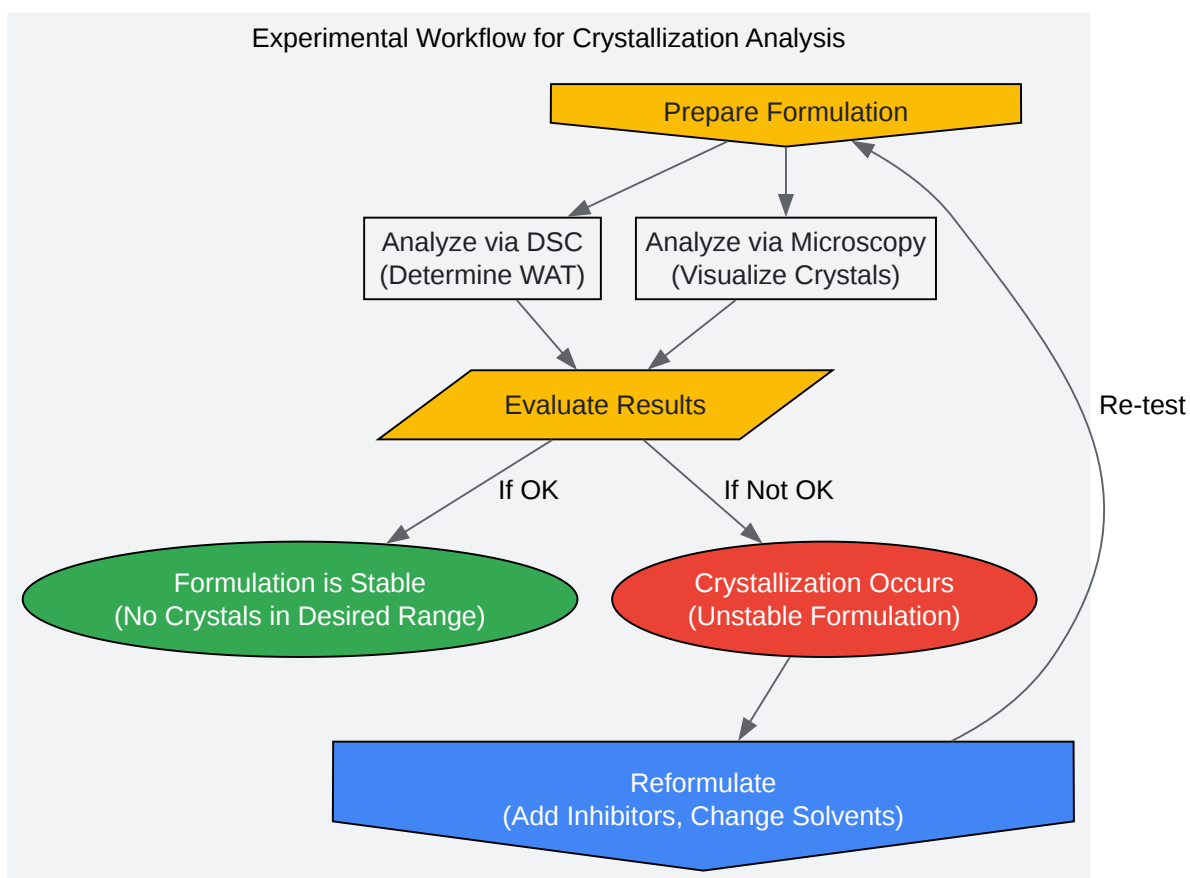 Experimental Workflow for Crystallization Analysis
Prepare Formulation
Analyze via DSC
(Determine WAT)
Analyze via Microscopy
(Visualize Crystals)
Evaluate Results
Re-test
If OK
If Not OK
Formulation is Stable
(No Crystals in Desired Range)
Crystallization Occurs
(Unstable Formulation)
Reformulate
(Add Inhibitors, Change Solvents)